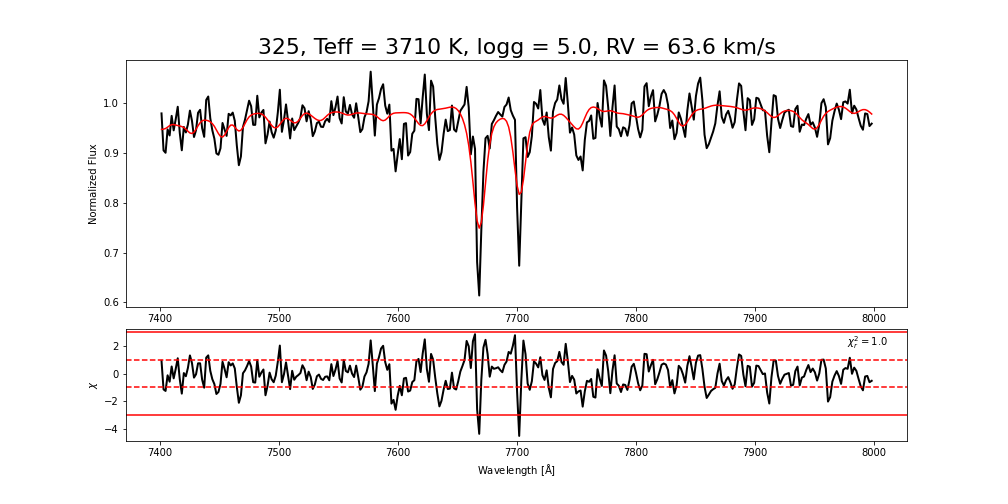 325, Teff = 3710 K, logg = 5.0, RV = 63.6 km/s
Normalized Flux
1.0
0.9
0.8
0.7
0.6
7400 7500 7600 7700 7800 7900 8000
χ
2
0
−2
−4
χ²ᵣ = 1.0
7400 7500 7600 7700 7800 7900 8000
Wavelength [Å]